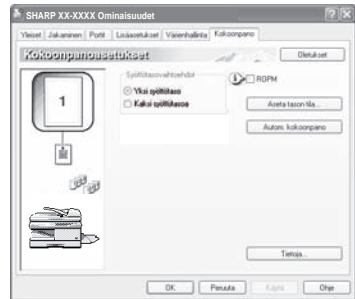 SHARP XX-XXXX Ominaisuudet
Yleiset Jakaminen Portit Lisäasetukset Värienhallinta Kokoonpano
Kokoonpanoasetukset
Oletukset
Syöttötasovaihtoehdot
Yksi syöttötaso
Kaksi syöttötasoa
ROPM
1
Aseta tason tila...
Autom. kokoonpano
Tietoja...
OK Peruuta Käytä Ohje